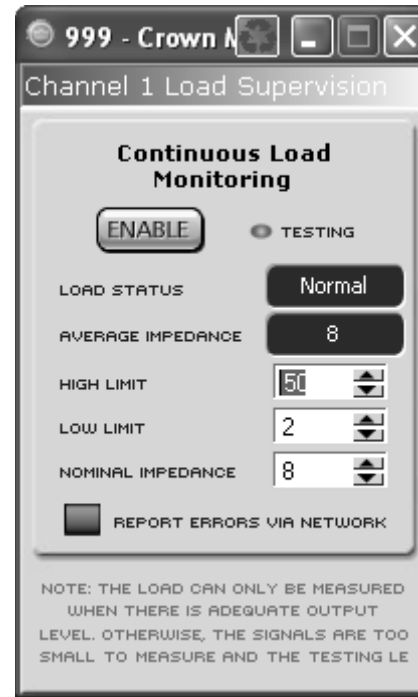 999 - Crown M
Channel 1 Load Supervision
Continuous Load
Monitoring
ENABLE
TESTING
LOAD STATUS
Normal
AVERAGE IMPEDANCE
8
HIGH LIMIT
50
LOW LIMIT
2
NOMINAL IMPEDANCE
8
REPORT ERRORS VIA NETWORK
NOTE: THE LOAD CAN ONLY BE MEASURED
WHEN THERE IS ADEQUATE OUTPUT
LEVEL. OTHERWISE, THE SIGNALS ARE TOO
SMALL TO MEASURE AND THE TESTING LE